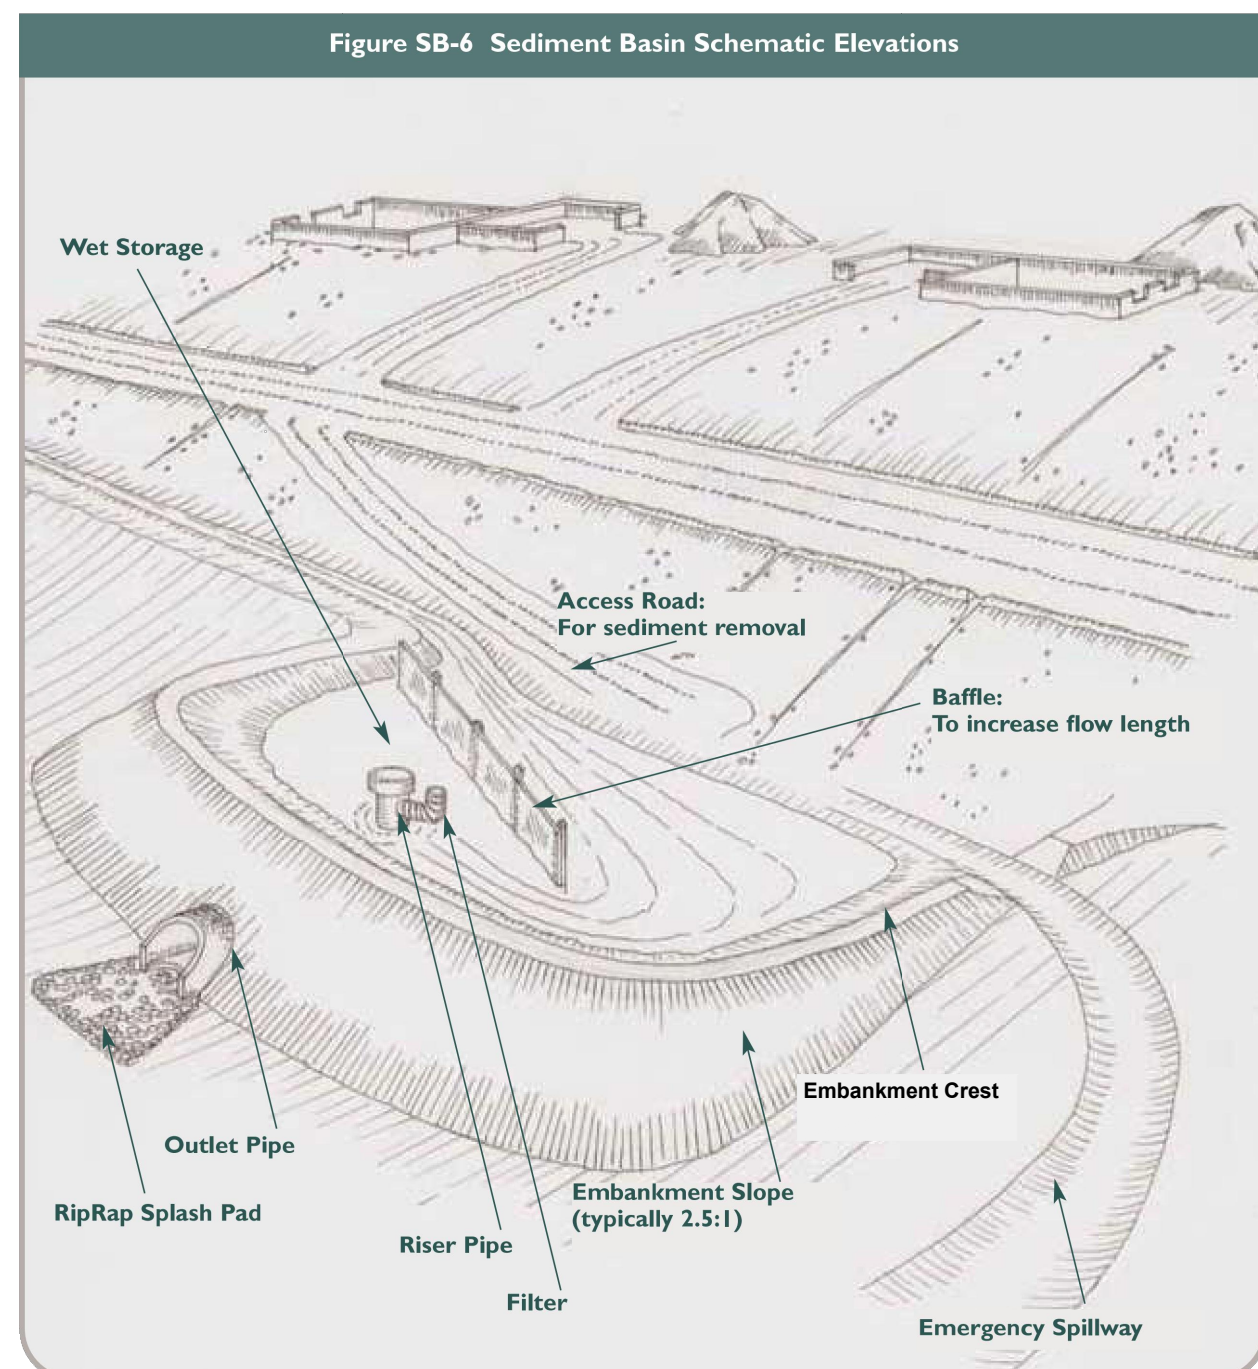 Figure SB-6 Sediment Basin Schematic Elevations
Wet Storage
Access Road:
For sediment removal
Baffle:
To increase flow length
Embankment Crest
Outlet Pipe
Embankment Slope
(typically 2.5:1)
RipRap Splash Pad
Riser Pipe
Filter
Emergency Spillway